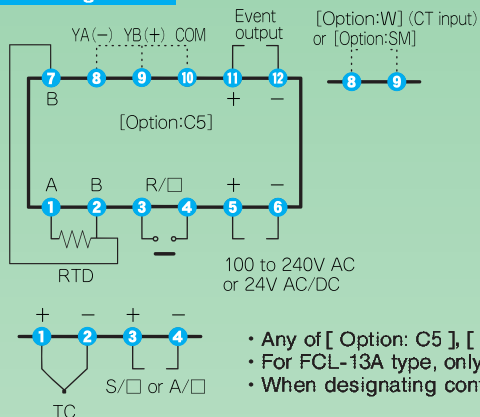 Event
output
[Option:W] (CT input)
or [Option:SM]
YA(−) YB(+) COM
7 8 9 10 11 12
8 9
B + −
[Option:C5]
A B R/□ + −
1 2 3 4 5 6
RTD
100 to 240V AC
or 24V AC/DC
+ − + −
1 2 3 4
S/□ or A/□
TC
• Any of [ Option: C5 ], [
• For FCL-13A type, only
• When designating